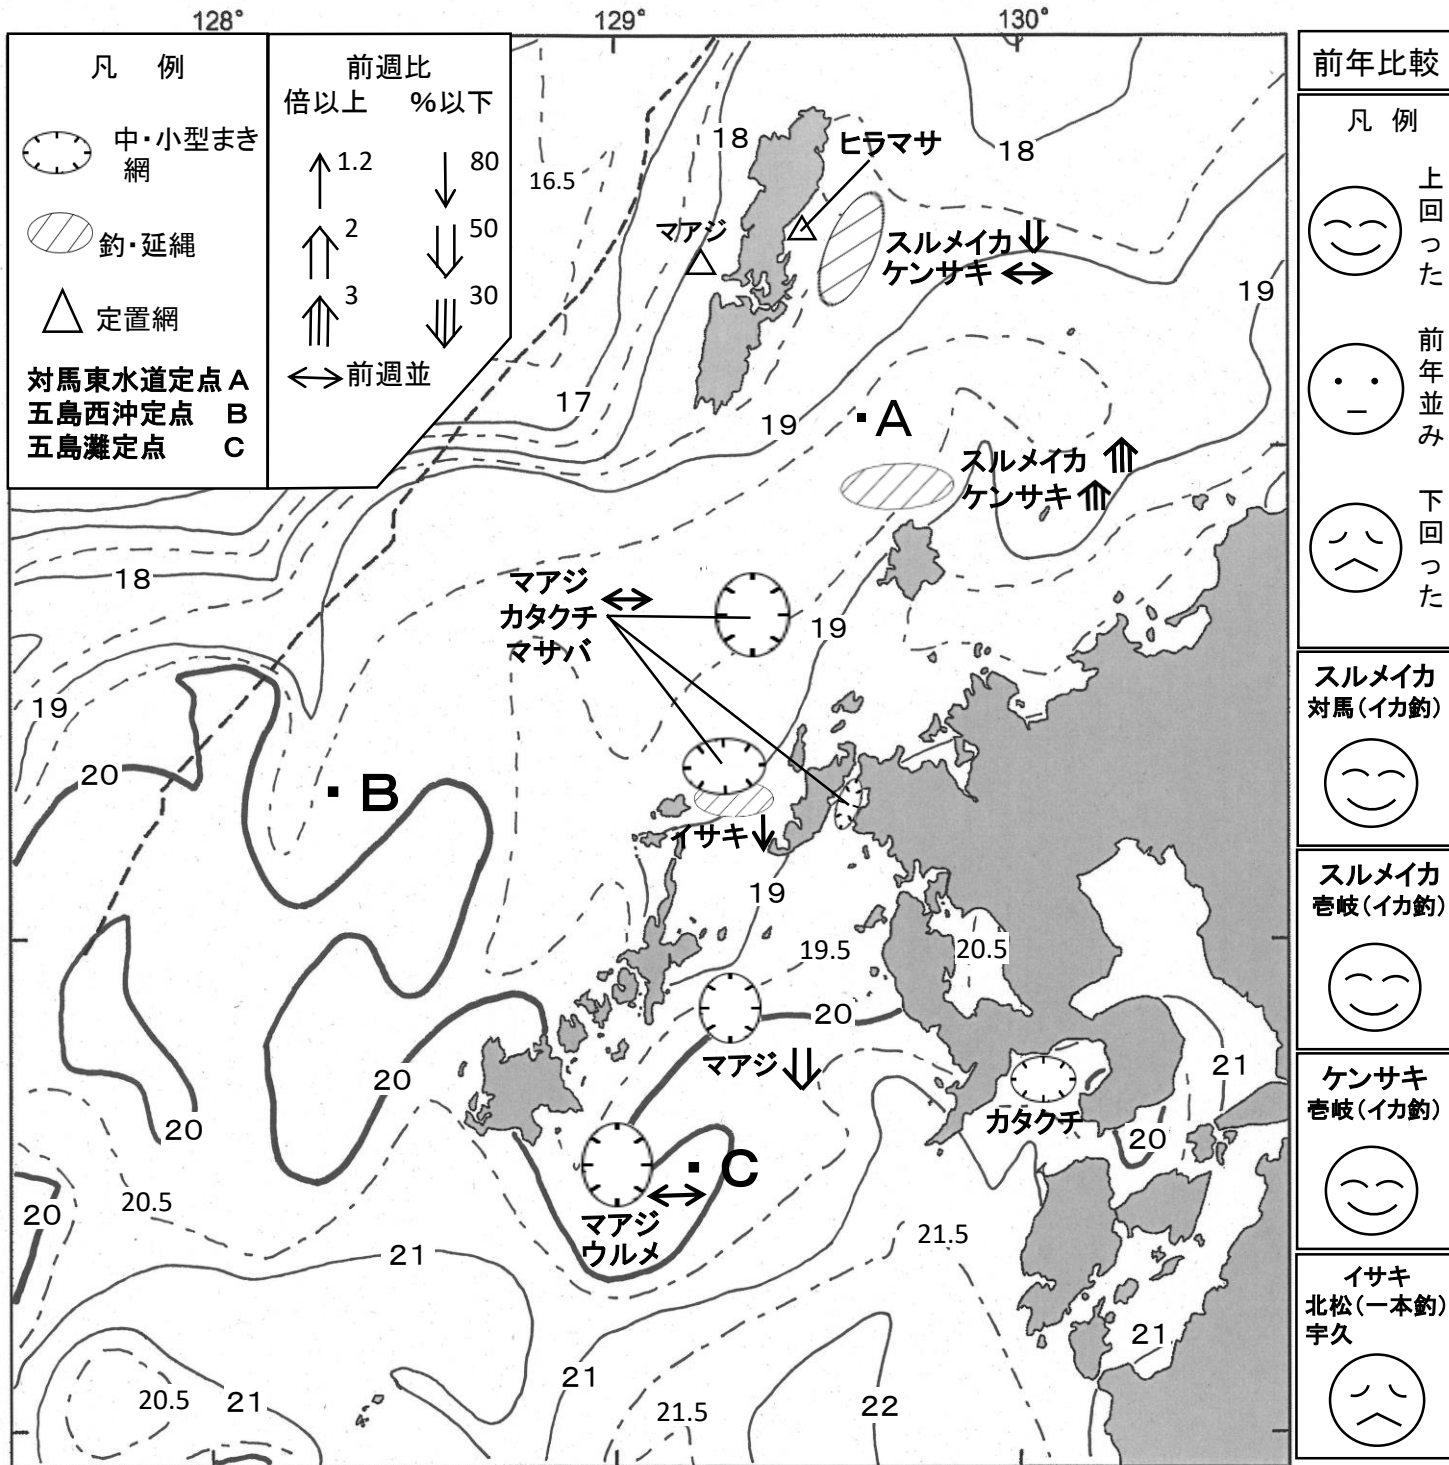 128°
129°
130°
凡 例
中・小型まき
網
釣・延縄
定置網
対馬東水道定点 A
五島西沖定点 B
五島灘定点 C
前週比
倍以上 %以下
1.2 80
2 50
3 30
前週並
前年比較
凡 例
上回った
前年並み
下回った
スルメイカ
対馬(イカ釣)
スルメイカ
壱岐(イカ釣)
ケンサキ
壱岐(イカ釣)
イサキ
北松(一本釣)
宇久
18
18
16.5
ヒラマサ
マアジ
スルメイカ
ケンサキ
19
17
19
A
スルメイカ
ケンサキ
18
マアジ
カタクチ
マサバ
19
19
20
B
イサキ
19
19.5
20.5
20
マアジ
21
20
カタクチ
20
20
20.5
20
C
マアジ
ウルメ
21.5
21
21
21
20.5
21
21.5
22